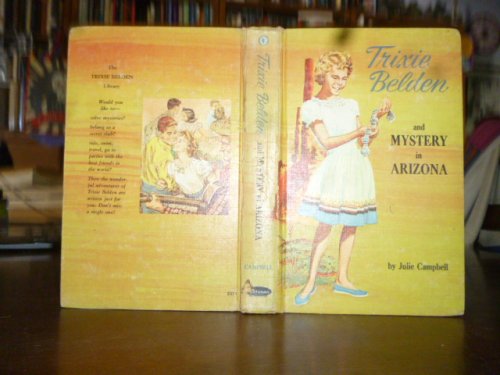 The
TRIXIE BELDEN
Library
Would you
like to—
solve mysteries?
belong to a
secret club?
ride, swim,
travel, go to
parties with the
best friends in
the world?
Then the wonder-
ful adventures of
Trixie Belden are
written just for
you. Don't miss
a single one!
Trixie Belden and MYSTERY in ARIZONA
CAMPBELL
Trixie
Belden
and
MYSTERY
in
ARIZONA
by Julie Campbell